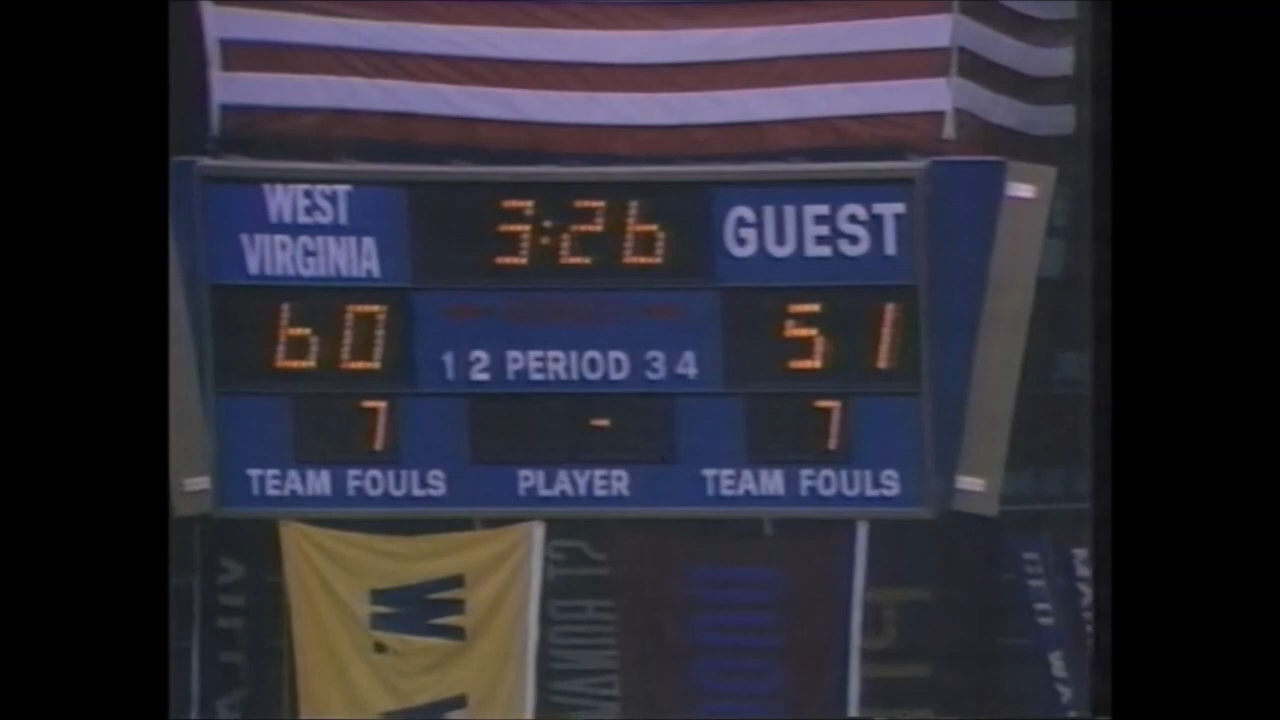 WEST
VIRGINIA
3:26
GUEST
60
1 2 PERIOD 3 4
51
7
-
7
TEAM FOULS
PLAYER
TEAM FOULS
W.